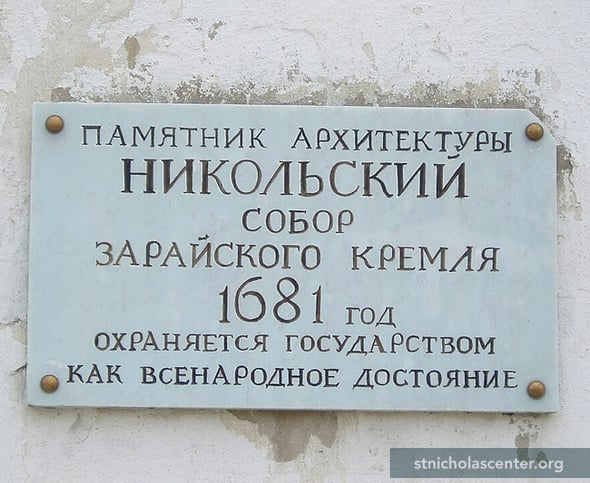 ПАМЯТНИК АРХИТЕКТУРЫ
НИКОЛЬСКИЙ
СОБОР
ЗАРАЙСКОГО КРЕМЛЯ
1681 ГОД
ОХРАНЯЕТСЯ ГОСУДАРСТВОМ
КАК ВСЕНАРОДНОЕ ДОСТОЯНИЕ
stnicholascenter.org